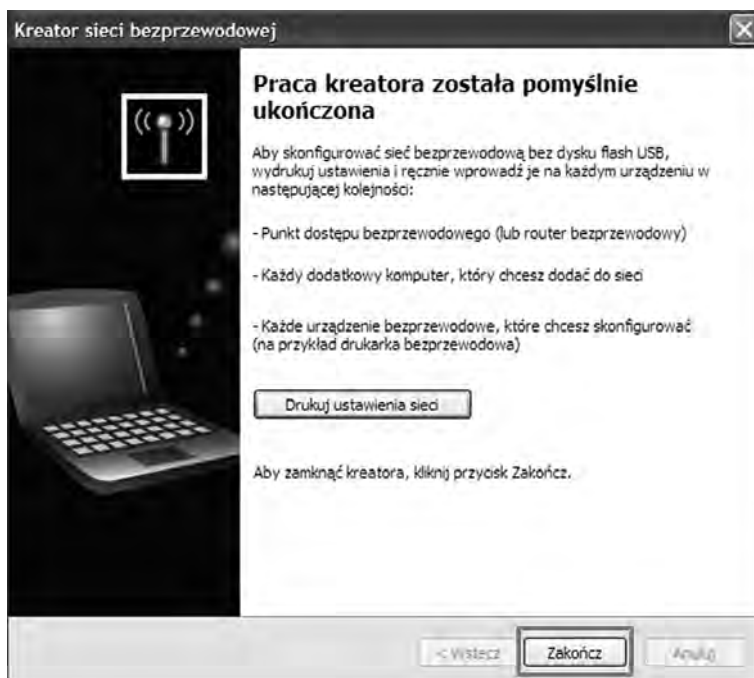 Kreator sieci bezprzewodowej
Praca kreatora została pomyślnie
ukończona
Aby skonfigurować sieć bezprzewodową bez dysku flash USB,
wydrukuj ustawienia i ręcznie wprowadź je na każdym urządzeniu w
następującej kolejności:
- Punkt dostępu bezprzewodowego (lub router bezprzewodowy)
- Każdy dodatkowy komputer, który chcesz dodać do sieci
- Każde urządzenie bezprzewodowe, które chcesz skonfigurować
(na przykład drukarka bezprzewodowa)
Drukuj ustawienia sieci
Aby zamknąć kreatora, kliknij przycisk Zakończ.
< Wstecz
Zakończ
Anuluj